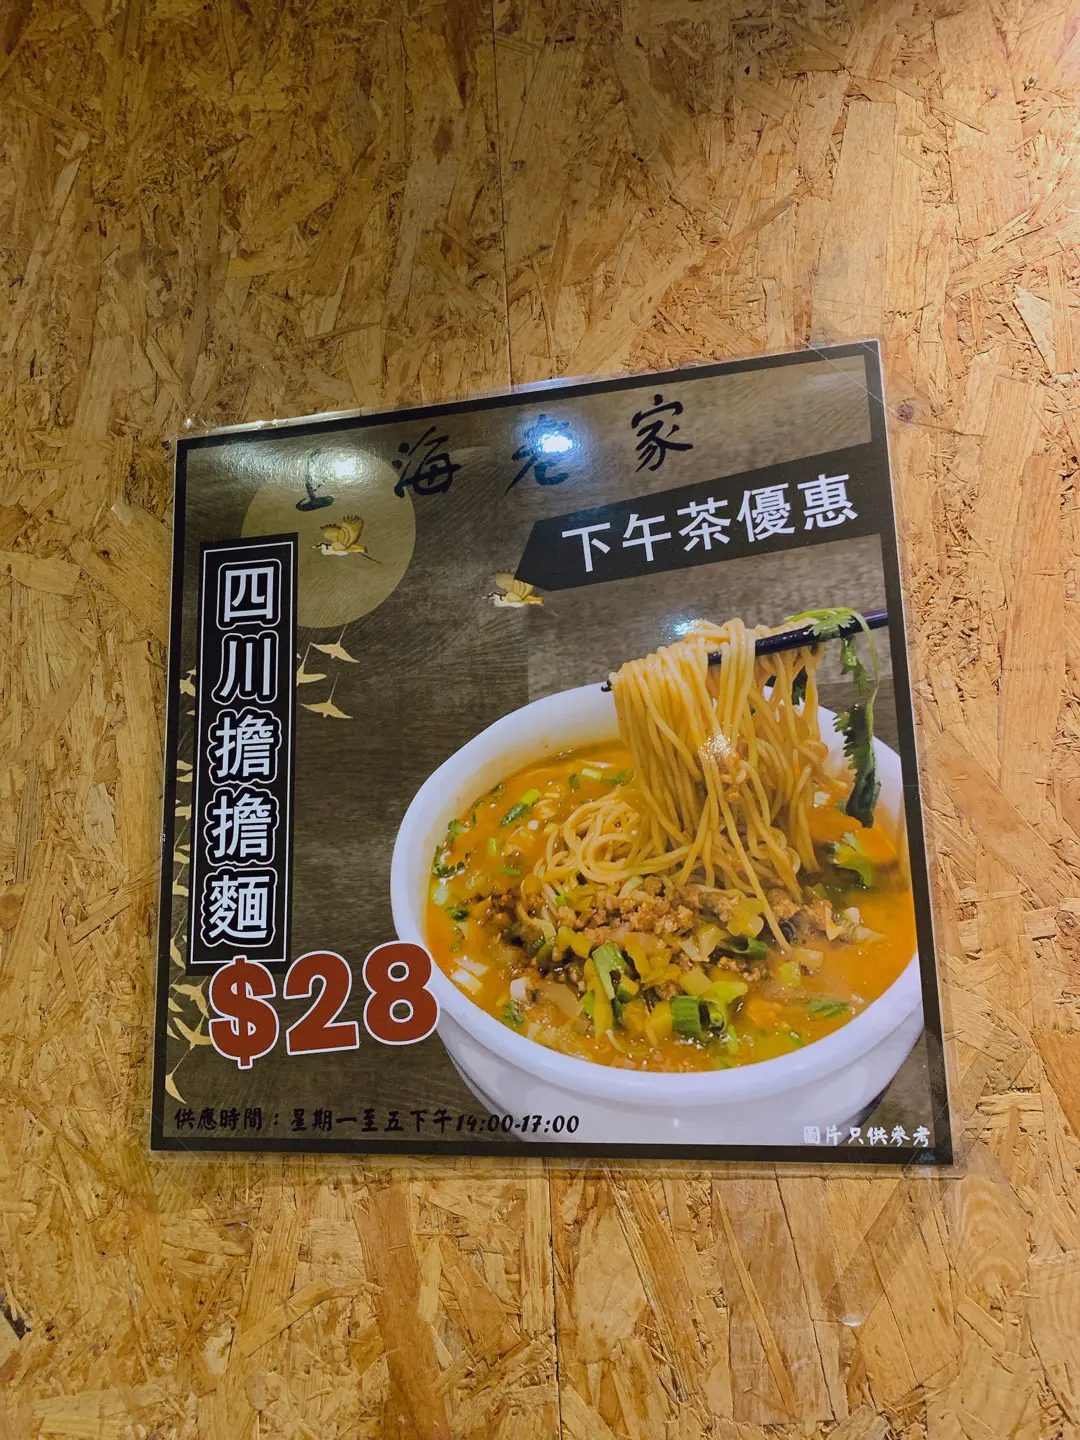 上海老家
下午茶優惠
四川擔擔麵
$28
供應時間：星期一至五下午14:00-17:00
圖片只供參考